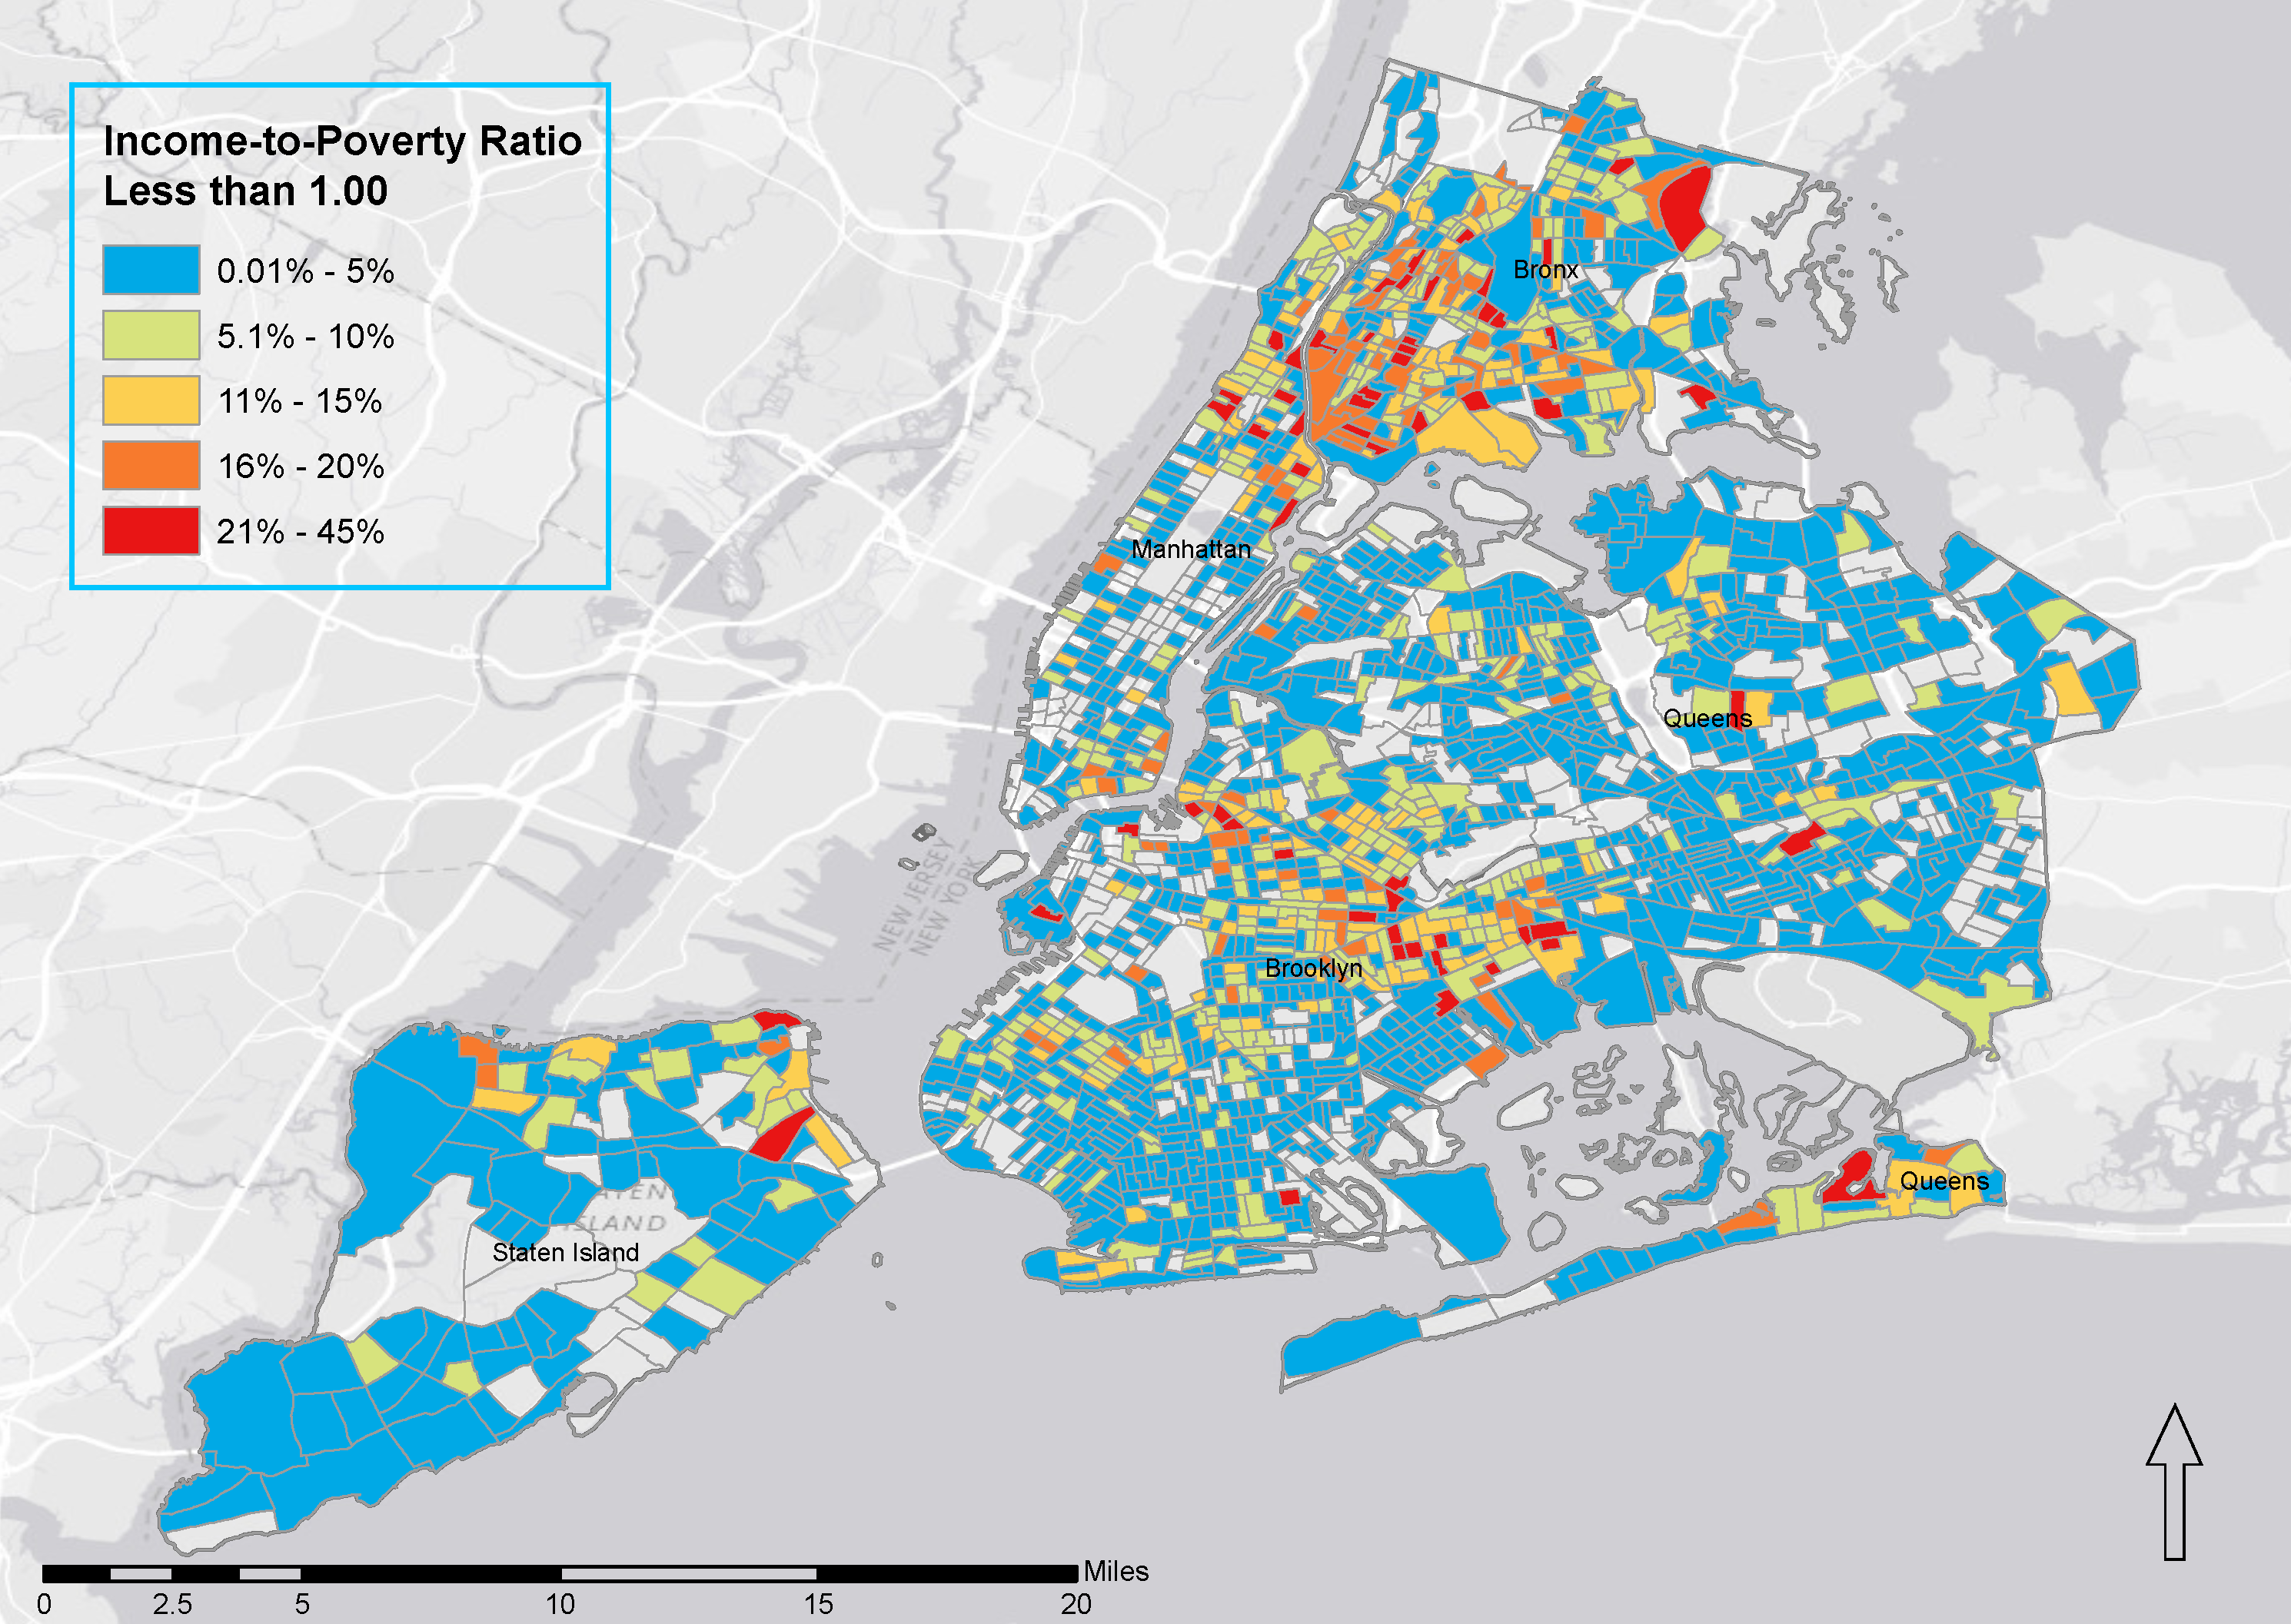 Income-to-Poverty Ratio
Less than 1.00
0.01% - 5%
5.1% - 10%
11% - 15%
16% - 20%
21% - 45%
Bronx
Manhattan
Queens
NEW JERSEY
NEW YORK
Brooklyn
Queens
ATEN
ISLAND
Staten Island
Miles
0 2.5 5 10 15 20